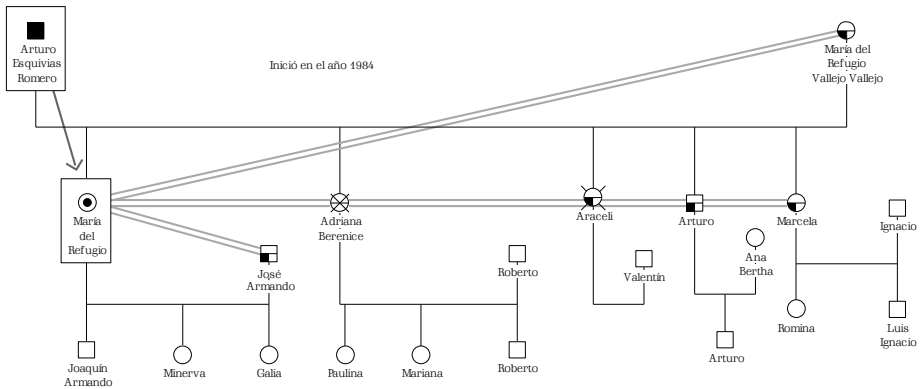 Arturo
Esquivias
Romero
Inició en el año 1984
María del
Refugio
Vallejo Vallejo
María
del
Refugio
Adriana
Berenice
Araceli
Arturo
Marcela
Ignacio
José
Armando
Roberto
Valentín
Ana
Bertha
Joaquín
Armando
Minerva
Galia
Paulina
Mariana
Roberto
Arturo
Romina
Luis
Ignacio